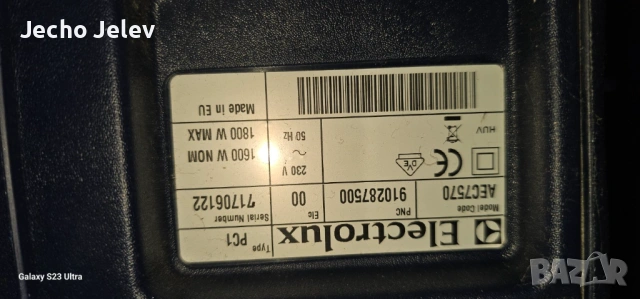 Jecho Jelev
Electrolux
Type
PC1
Model Code
AEC7570
PNC
910287500
Elc
00
Serial Number
71706122
230 V ~ 50 Hz
1600 W NOM
1800 W MAX
HUV
Made in EU
Galaxy S23 Ultra
BAZAR